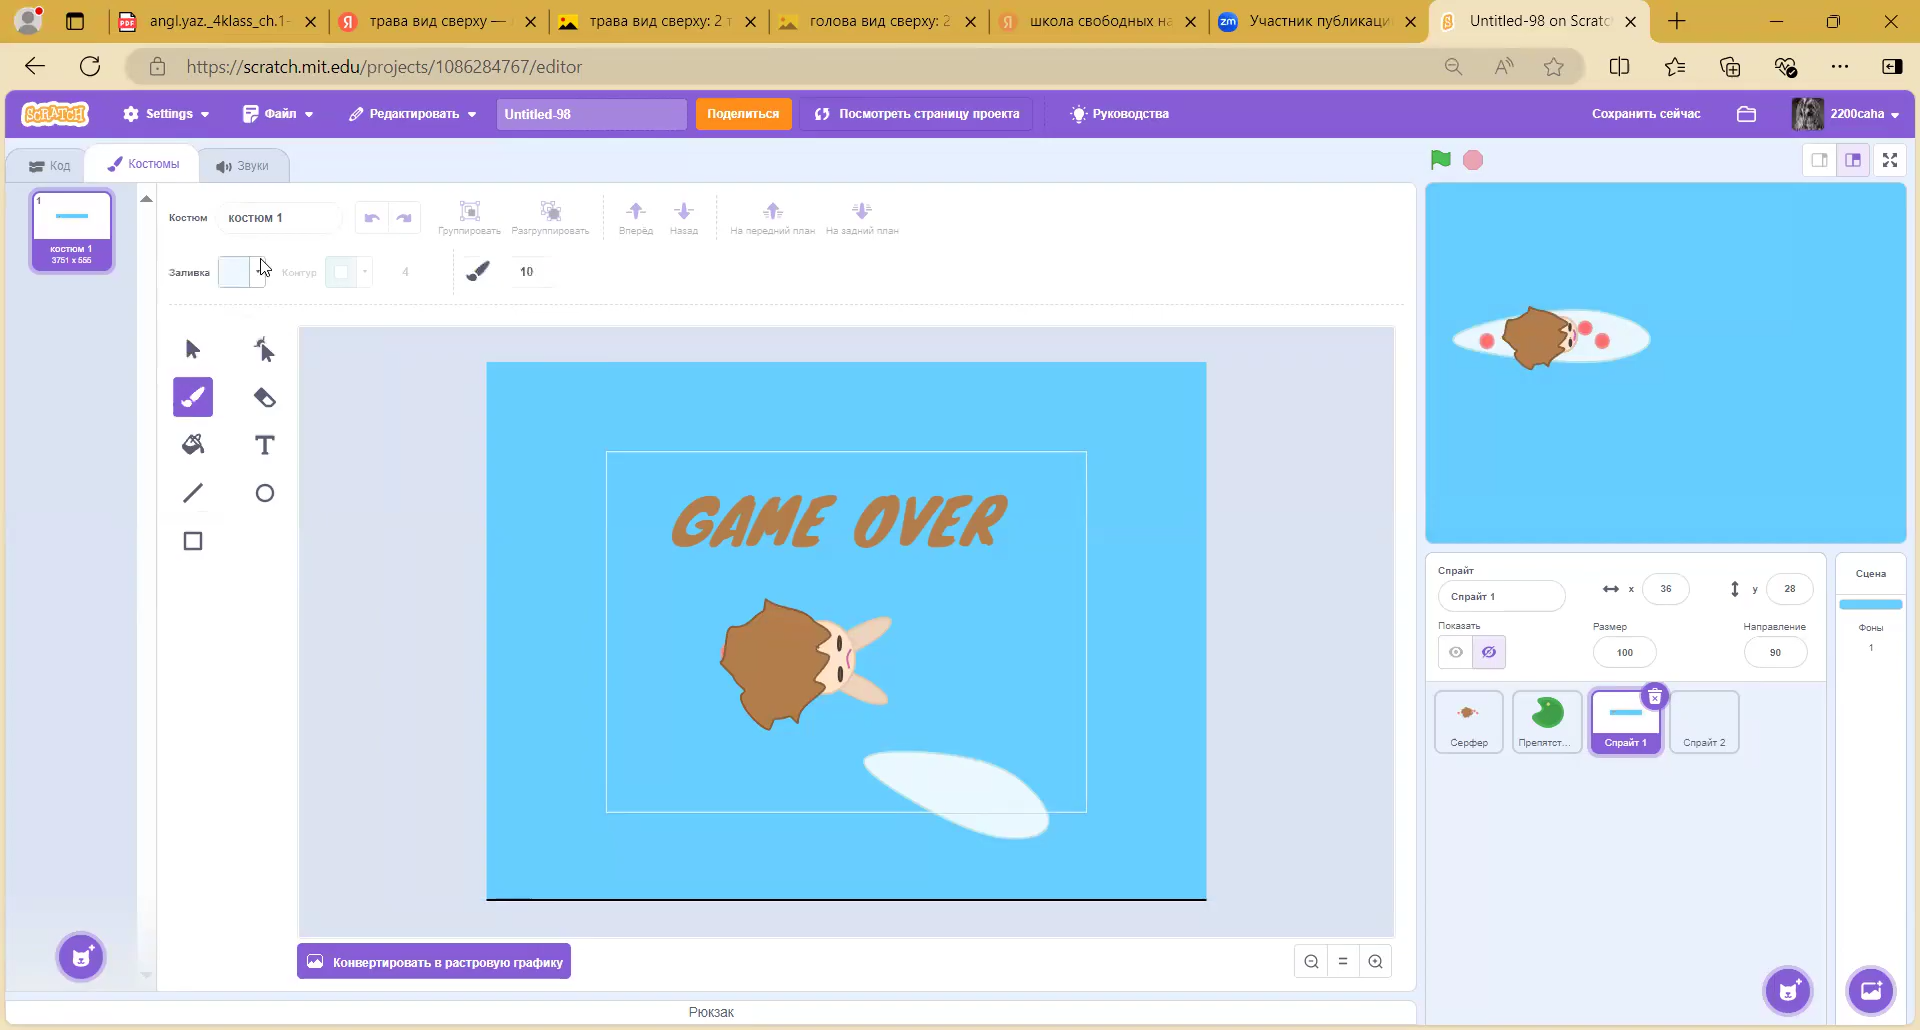 angl.yaz._4klass_ch.1-
трава вид сверху —
трава вид сверху: 2 т
голова вид сверху: 2
школа свободных на
Участник публикаци
Untitled-98 on Scratc
https://scratch.mit.edu/projects/1086284767/editor
SCRATCH
Settings
Файл
Редактировать
Untitled-98
Поделиться
Посмотреть страницу проекта
Руководства
Сохранить сейчас
2200caha
Код
Костюмы
Звуки
1
костюм 1
3751 x 555
Костюм
костюм 1
Группировать
Разгруппировать
Вперёд
Назад
На передний план
На задний план
Заливка
Контур
4
10
GAME OVER
Конвертировать в растровую графику
Рюкзак
Спрайт
Спрайт 1
x
36
y
28
Показать
Размер
100
Направление
90
Серфер
Препятст...
Спрайт 1
Спрайт 2
Сцена
Фоны
1